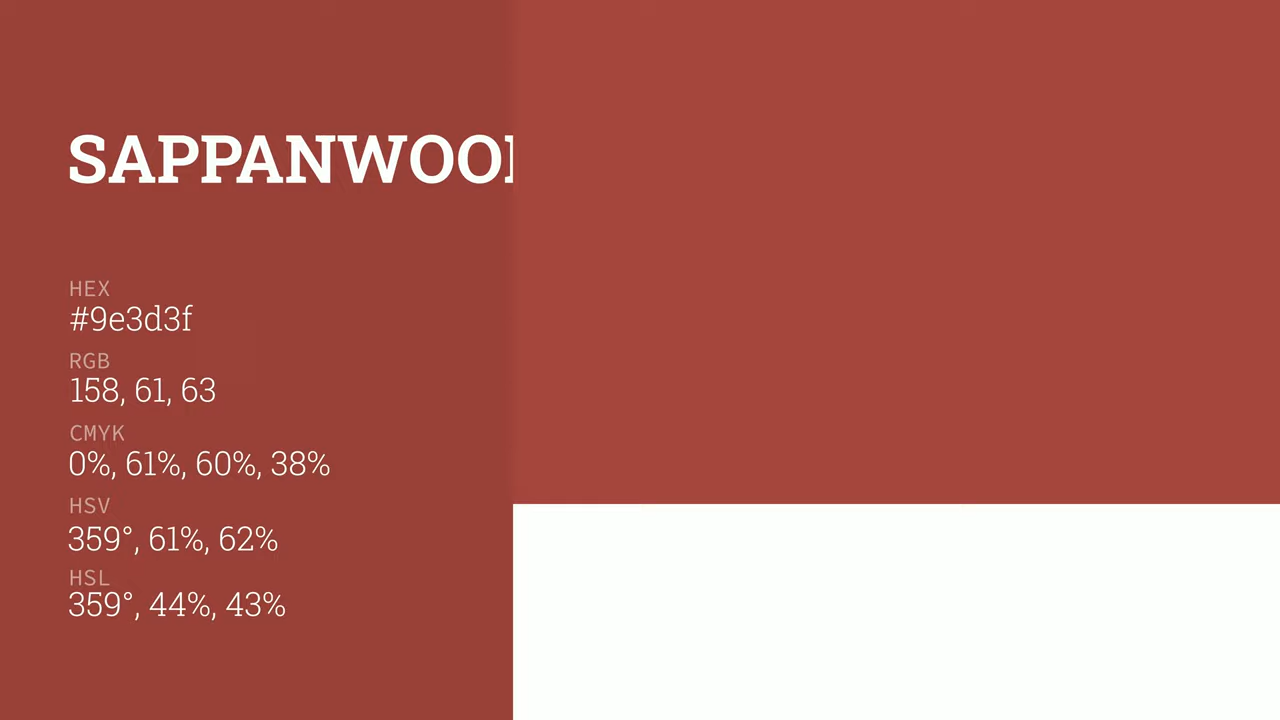 SAPPANWOO
HEX
#9e3d3f
RGB
158, 61, 63
CMYK
0%, 61%, 60%, 38%
HSV
359°, 61%, 62%
HSL
359°, 44%, 43%